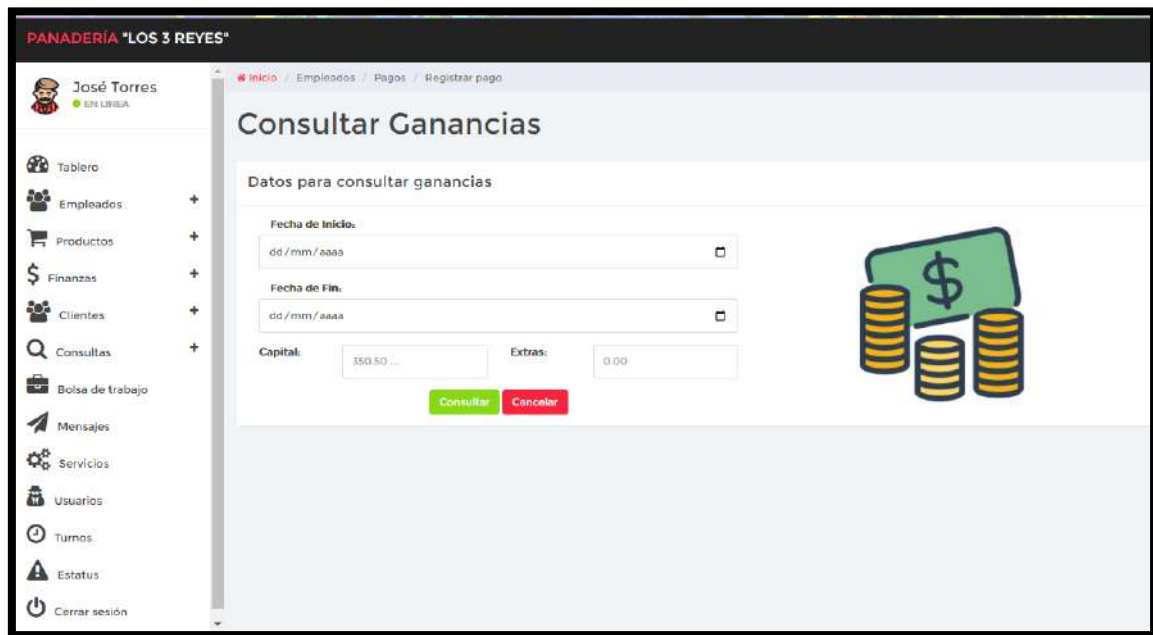 PANADERÍA "LOS 3 REYES"
José Torres
EN LINEA
Tablero
Empleados
Productos
Finanzas
Clientes
Consultas
Bolsa de trabajo
Mensajes
Servicios
Usuarios
Turnos
Estatus
Cerrar sesión
Inicio / Empleados / Pagos / Registrar pago
Consultar Ganancias
Datos para consultar ganancias
Fecha de Inicio:
dd/mm/aaaa
Fecha de Fin:
dd/mm/aaaa
Capital: 350.50 ... Extras: 0.00
Consultar Cancelar
$